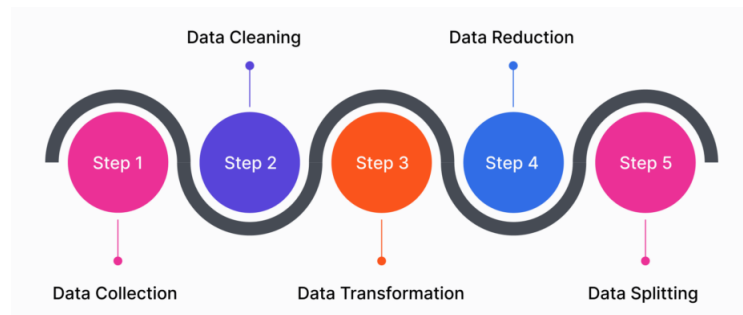 Data Cleaning
Data Reduction
Step 1
Step 2
Step 3
Step 4
Step 5
Data Collection
Data Transformation
Data Splitting